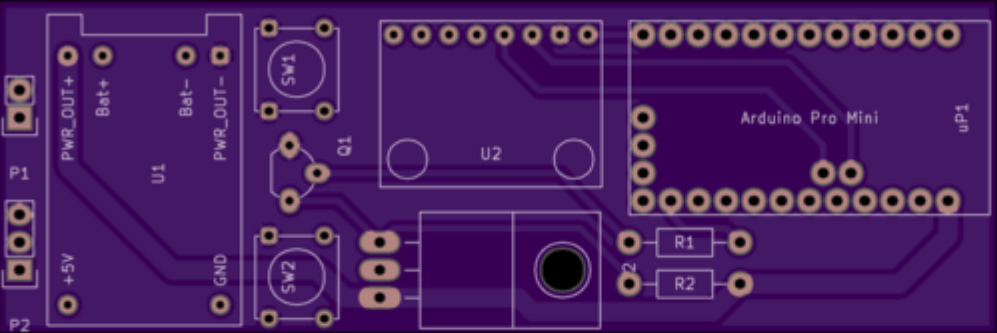 PWR_OUT+
Bat+
Bat-
PWR_OUT-
SW1
Q1
U2
Arduino Pro Mini
uP1
P1
U1
+5V
GND
SW2
2
R1
R2
P2